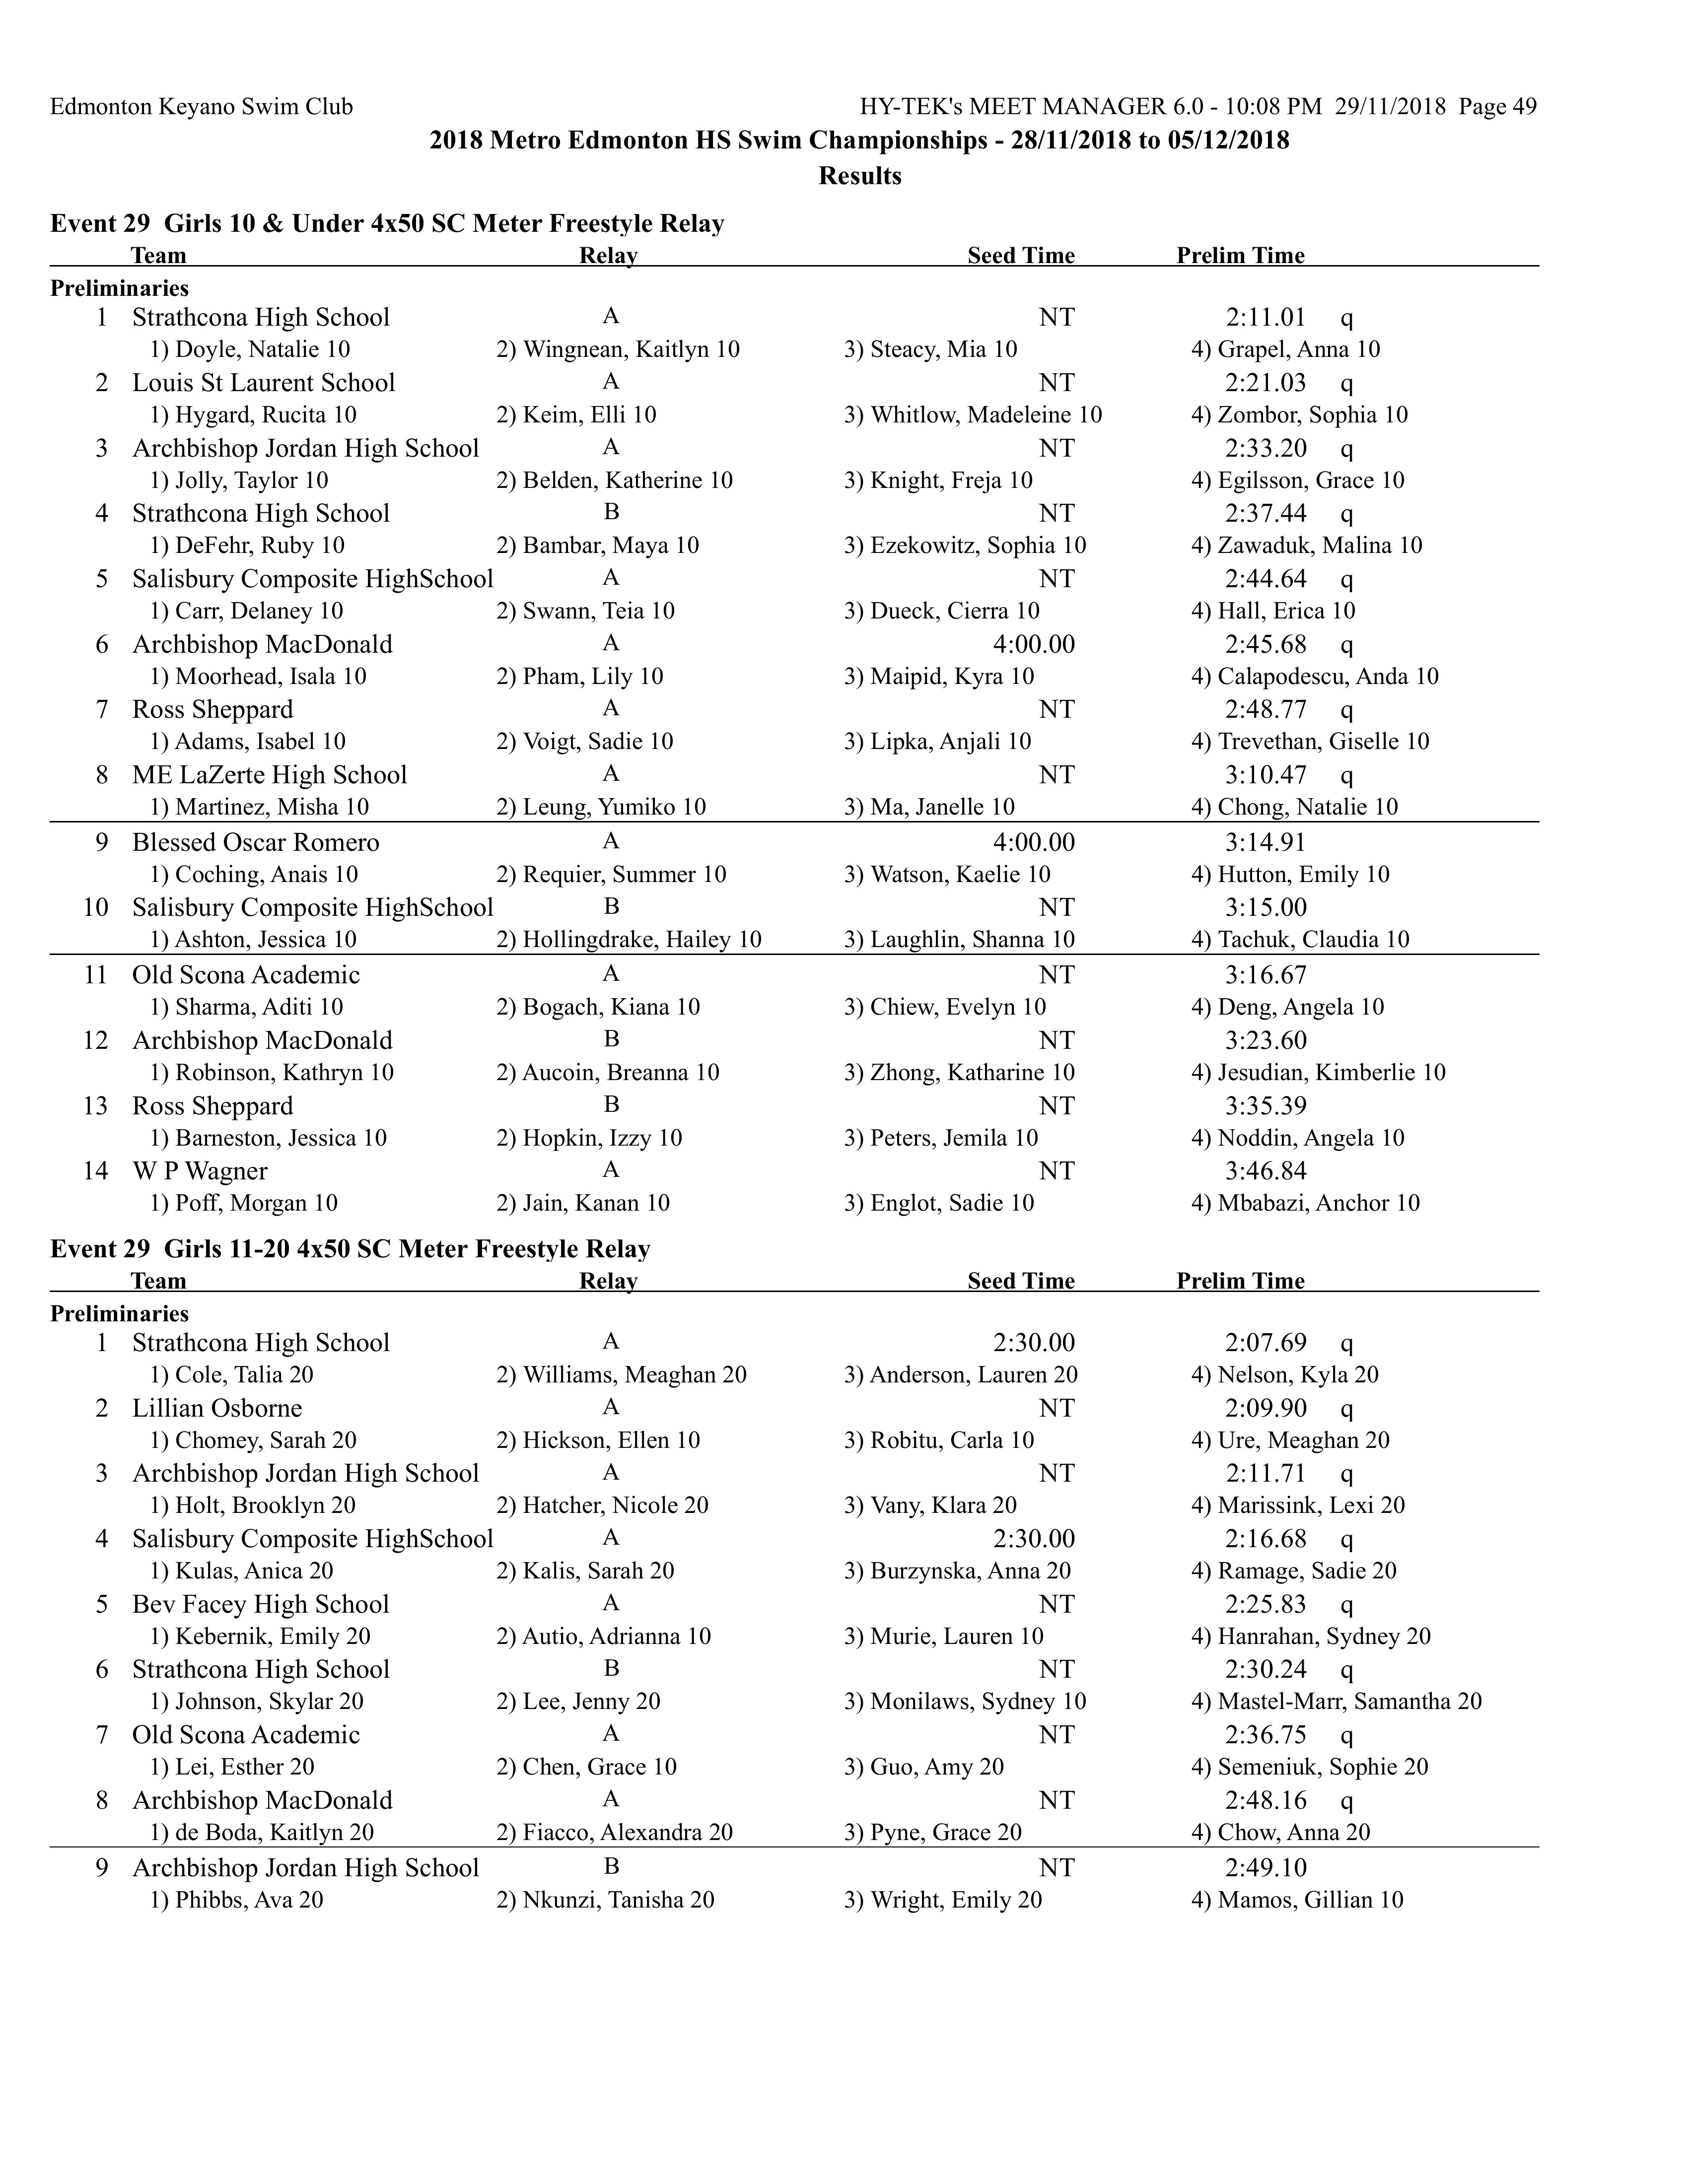 Edmonton Keyano Swim Club HY-TEK's MEET MANAGER 6.0 - 10:08 PM 29/11/2018 Page 49
2018 Metro Edmonton HS Swim Championships - 28/11/2018 to 05/12/2018
Results
Event 29 Girls 10 & Under 4x50 SC Meter Freestyle Relay
Team Relay Seed Time Prelim Time
Preliminaries
1 Strathcona High School A NT 2:11.01 q
1) Doyle, Natalie 10 2) Wingnean, Kaitlyn 10 3) Steacy, Mia 10 4) Grapel, Anna 10
2 Louis St Laurent School A NT 2:21.03 q
1) Hygard, Rucita 10 2) Keim, Elli 10 3) Whitlow, Madeleine 10 4) Zombor, Sophia 10
3 Archbishop Jordan High School A NT 2:33.20 q
1) Jolly, Taylor 10 2) Belden, Katherine 10 3) Knight, Freja 10 4) Egilsson, Grace 10
4 Strathcona High School B NT 2:37.44 q
1) DeFehr, Ruby 10 2) Bambar, Maya 10 3) Ezekowitz, Sophia 10 4) Zawaduk, Malina 10
5 Salisbury Composite HighSchool A NT 2:44.64 q
1) Carr, Delaney 10 2) Swann, Teia 10 3) Dueck, Cierra 10 4) Hall, Erica 10
6 Archbishop MacDonald A 4:00.00 2:45.68 q
1) Moorhead, Isala 10 2) Pham, Lily 10 3) Maipid, Kyra 10 4) Calapodescu, Anda 10
7 Ross Sheppard A NT 2:48.77 q
1) Adams, Isabel 10 2) Voigt, Sadie 10 3) Lipka, Anjali 10 4) Trevethan, Giselle 10
8 ME LaZerte High School A NT 3:10.47 q
1) Martinez, Misha 10 2) Leung, Yumiko 10 3) Ma, Janelle 10 4) Chong, Natalie 10
9 Blessed Oscar Romero A 4:00.00 3:14.91
1) Coching, Anais 10 2) Requier, Summer 10 3) Watson, Kaelie 10 4) Hutton, Emily 10
10 Salisbury Composite HighSchool B NT 3:15.00
1) Ashton, Jessica 10 2) Hollingdrake, Hailey 10 3) Laughlin, Shanna 10 4) Tachuk, Claudia 10
11 Old Scona Academic A NT 3:16.67
1) Sharma, Aditi 10 2) Bogach, Kiana 10 3) Chiew, Evelyn 10 4) Deng, Angela 10
12 Archbishop MacDonald B NT 3:23.60
1) Robinson, Kathryn 10 2) Aucoin, Breanna 10 3) Zhong, Katharine 10 4) Jesudian, Kimberlie 10
13 Ross Sheppard B NT 3:35.39
1) Barneston, Jessica 10 2) Hopkin, Izzy 10 3) Peters, Jemila 10 4) Noddin, Angela 10
14 W P Wagner A NT 3:46.84
1) Poff, Morgan 10 2) Jain, Kanan 10 3) Englot, Sadie 10 4) Mbabazi, Anchor 10
Event 29 Girls 11-20 4x50 SC Meter Freestyle Relay
Team Relay Seed Time Prelim Time
Preliminaries
1 Strathcona High School A 2:30.00 2:07.69 q
1) Cole, Talia 20 2) Williams, Meaghan 20 3) Anderson, Lauren 20 4) Nelson, Kyla 20
2 Lillian Osborne A NT 2:09.90 q
1) Chomey, Sarah 20 2) Hickson, Ellen 10 3) Robitu, Carla 10 4) Ure, Meaghan 20
3 Archbishop Jordan High School A NT 2:11.71 q
1) Holt, Brooklyn 20 2) Hatcher, Nicole 20 3) Vany, Klara 20 4) Marissink, Lexi 20
4 Salisbury Composite HighSchool A 2:30.00 2:16.68 q
1) Kulas, Anica 20 2) Kalis, Sarah 20 3) Burzynska, Anna 20 4) Ramage, Sadie 20
5 Bev Facey High School A NT 2:25.83 q
1) Kebernik, Emily 20 2) Autio, Adrianna 10 3) Murie, Lauren 10 4) Hanrahan, Sydney 20
6 Strathcona High School B NT 2:30.24 q
1) Johnson, Skylar 20 2) Lee, Jenny 20 3) Monilaws, Sydney 10 4) Mastel-Marr, Samantha 20
7 Old Scona Academic A NT 2:36.75 q
1) Lei, Esther 20 2) Chen, Grace 10 3) Guo, Amy 20 4) Semeniuk, Sophie 20
8 Archbishop MacDonald A NT 2:48.16 q
1) de Boda, Kaitlyn 20 2) Fiacco, Alexandra 20 3) Pyne, Grace 20 4) Chow, Anna 20
9 Archbishop Jordan High School B NT 2:49.10
1) Phibbs, Ava 20 2) Nkunzi, Tanisha 20 3) Wright, Emily 20 4) Mamos, Gillian 10